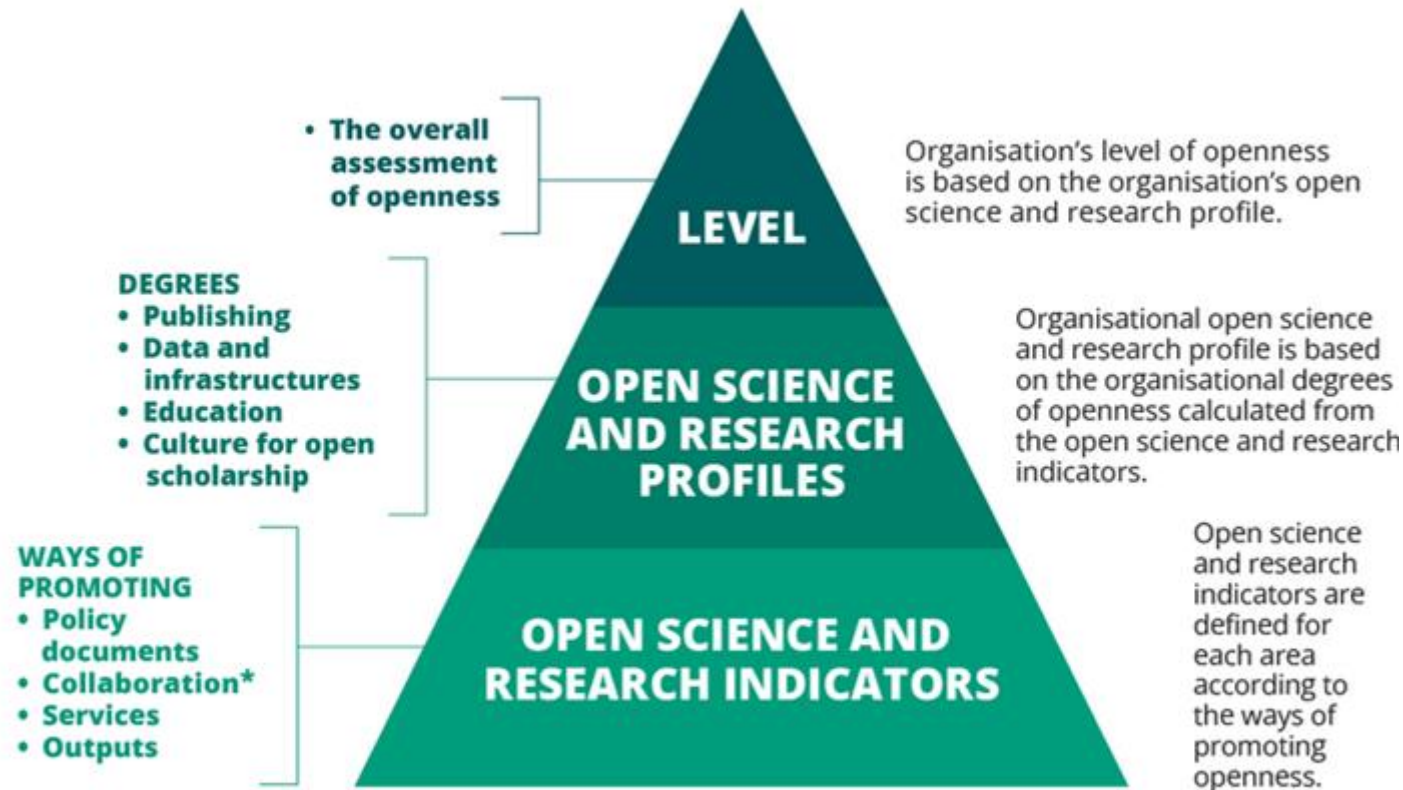 • The overall
assessment
of openness
LEVEL
Organisation's level of openness
is based on the organisation's open
science and research profile.
DEGREES
• Publishing
• Data and
infrastructures
• Education
• Culture for open
scholarship
OPEN SCIENCE
AND RESEARCH
PROFILES
Organisational open science
and research profile is based
on the organisational degrees
of openness calculated from
the open science and research
indicators.
WAYS OF
PROMOTING
• Policy
documents
• Collaboration*
• Services
• Outputs
OPEN SCIENCE AND
RESEARCH INDICATORS
Open science
and research
indicators are
defined for
each area
according to
the ways of
promoting
openness.